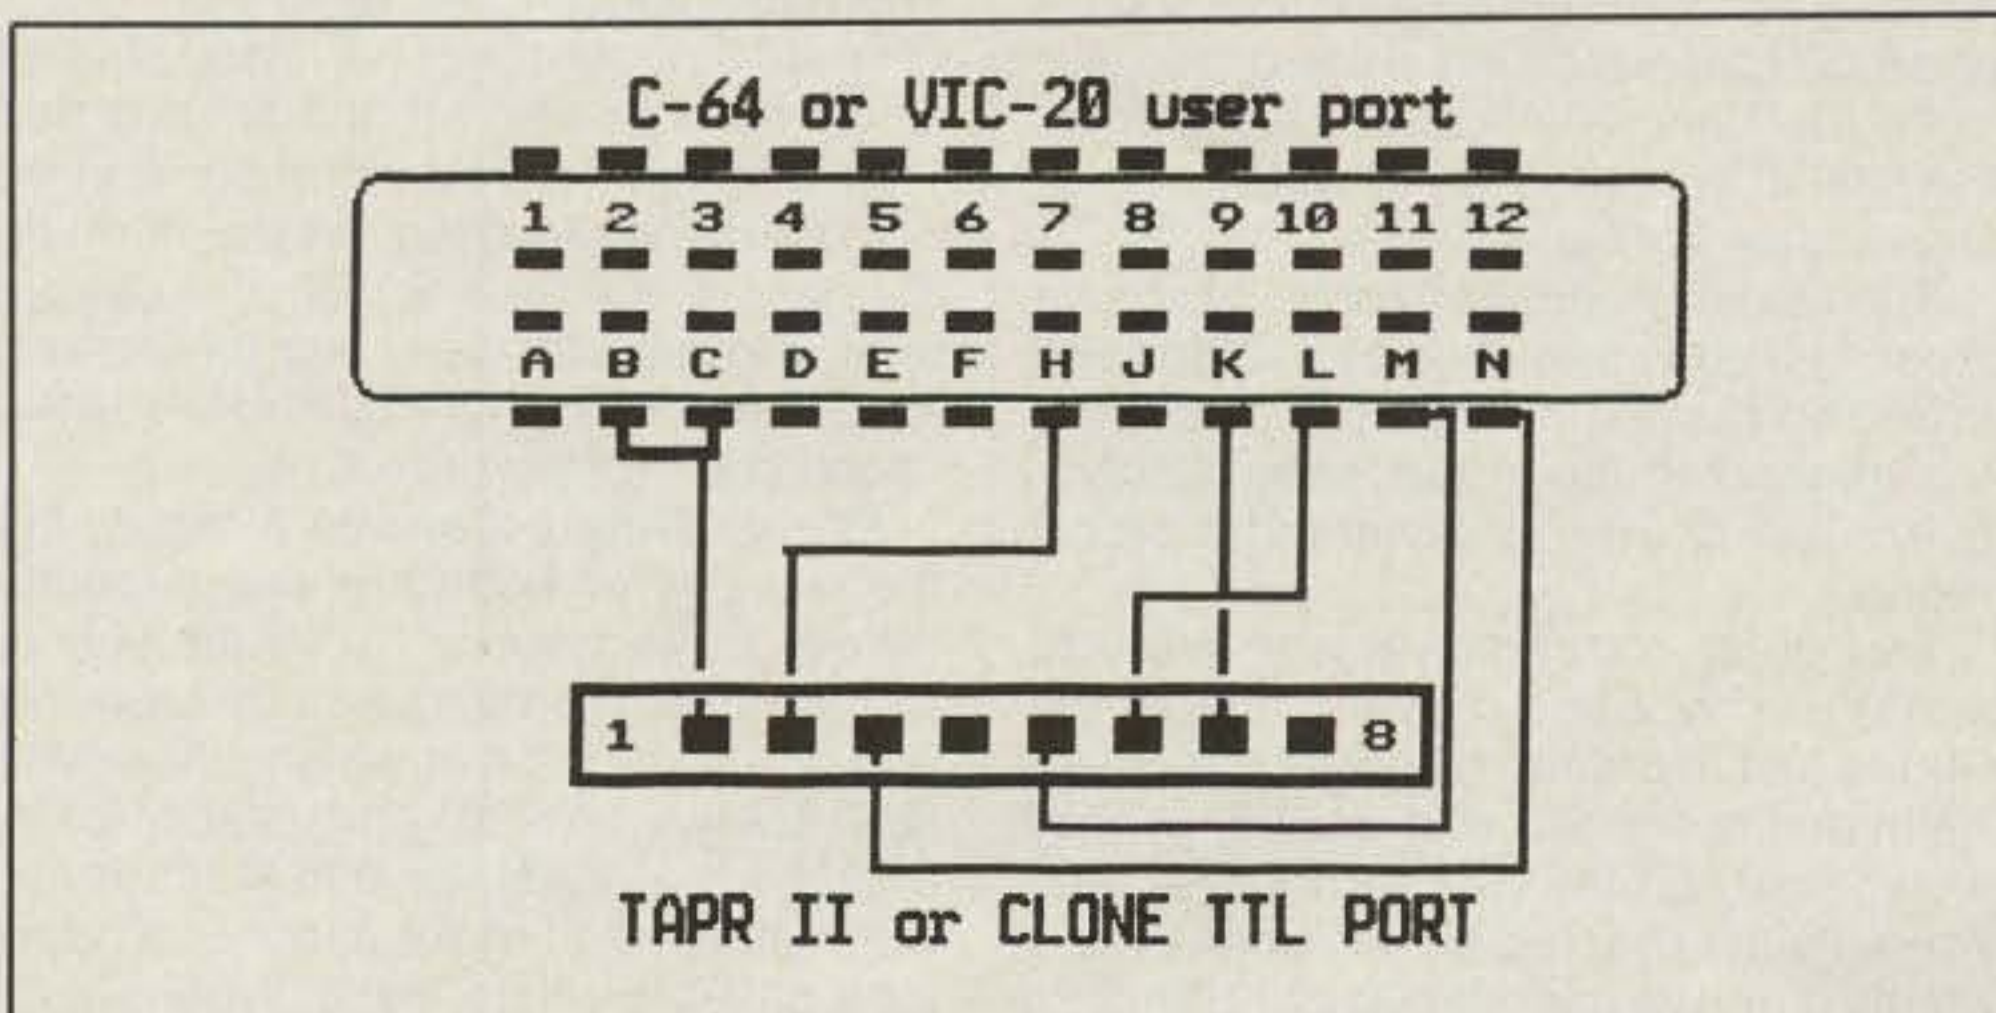 C-64 or VIC-20 user port
1 2 3 4 5 6 7 8 9 10 11 12
A B C D E F H J K L M N
1 8
TAPR II or CLONE TTL PORT